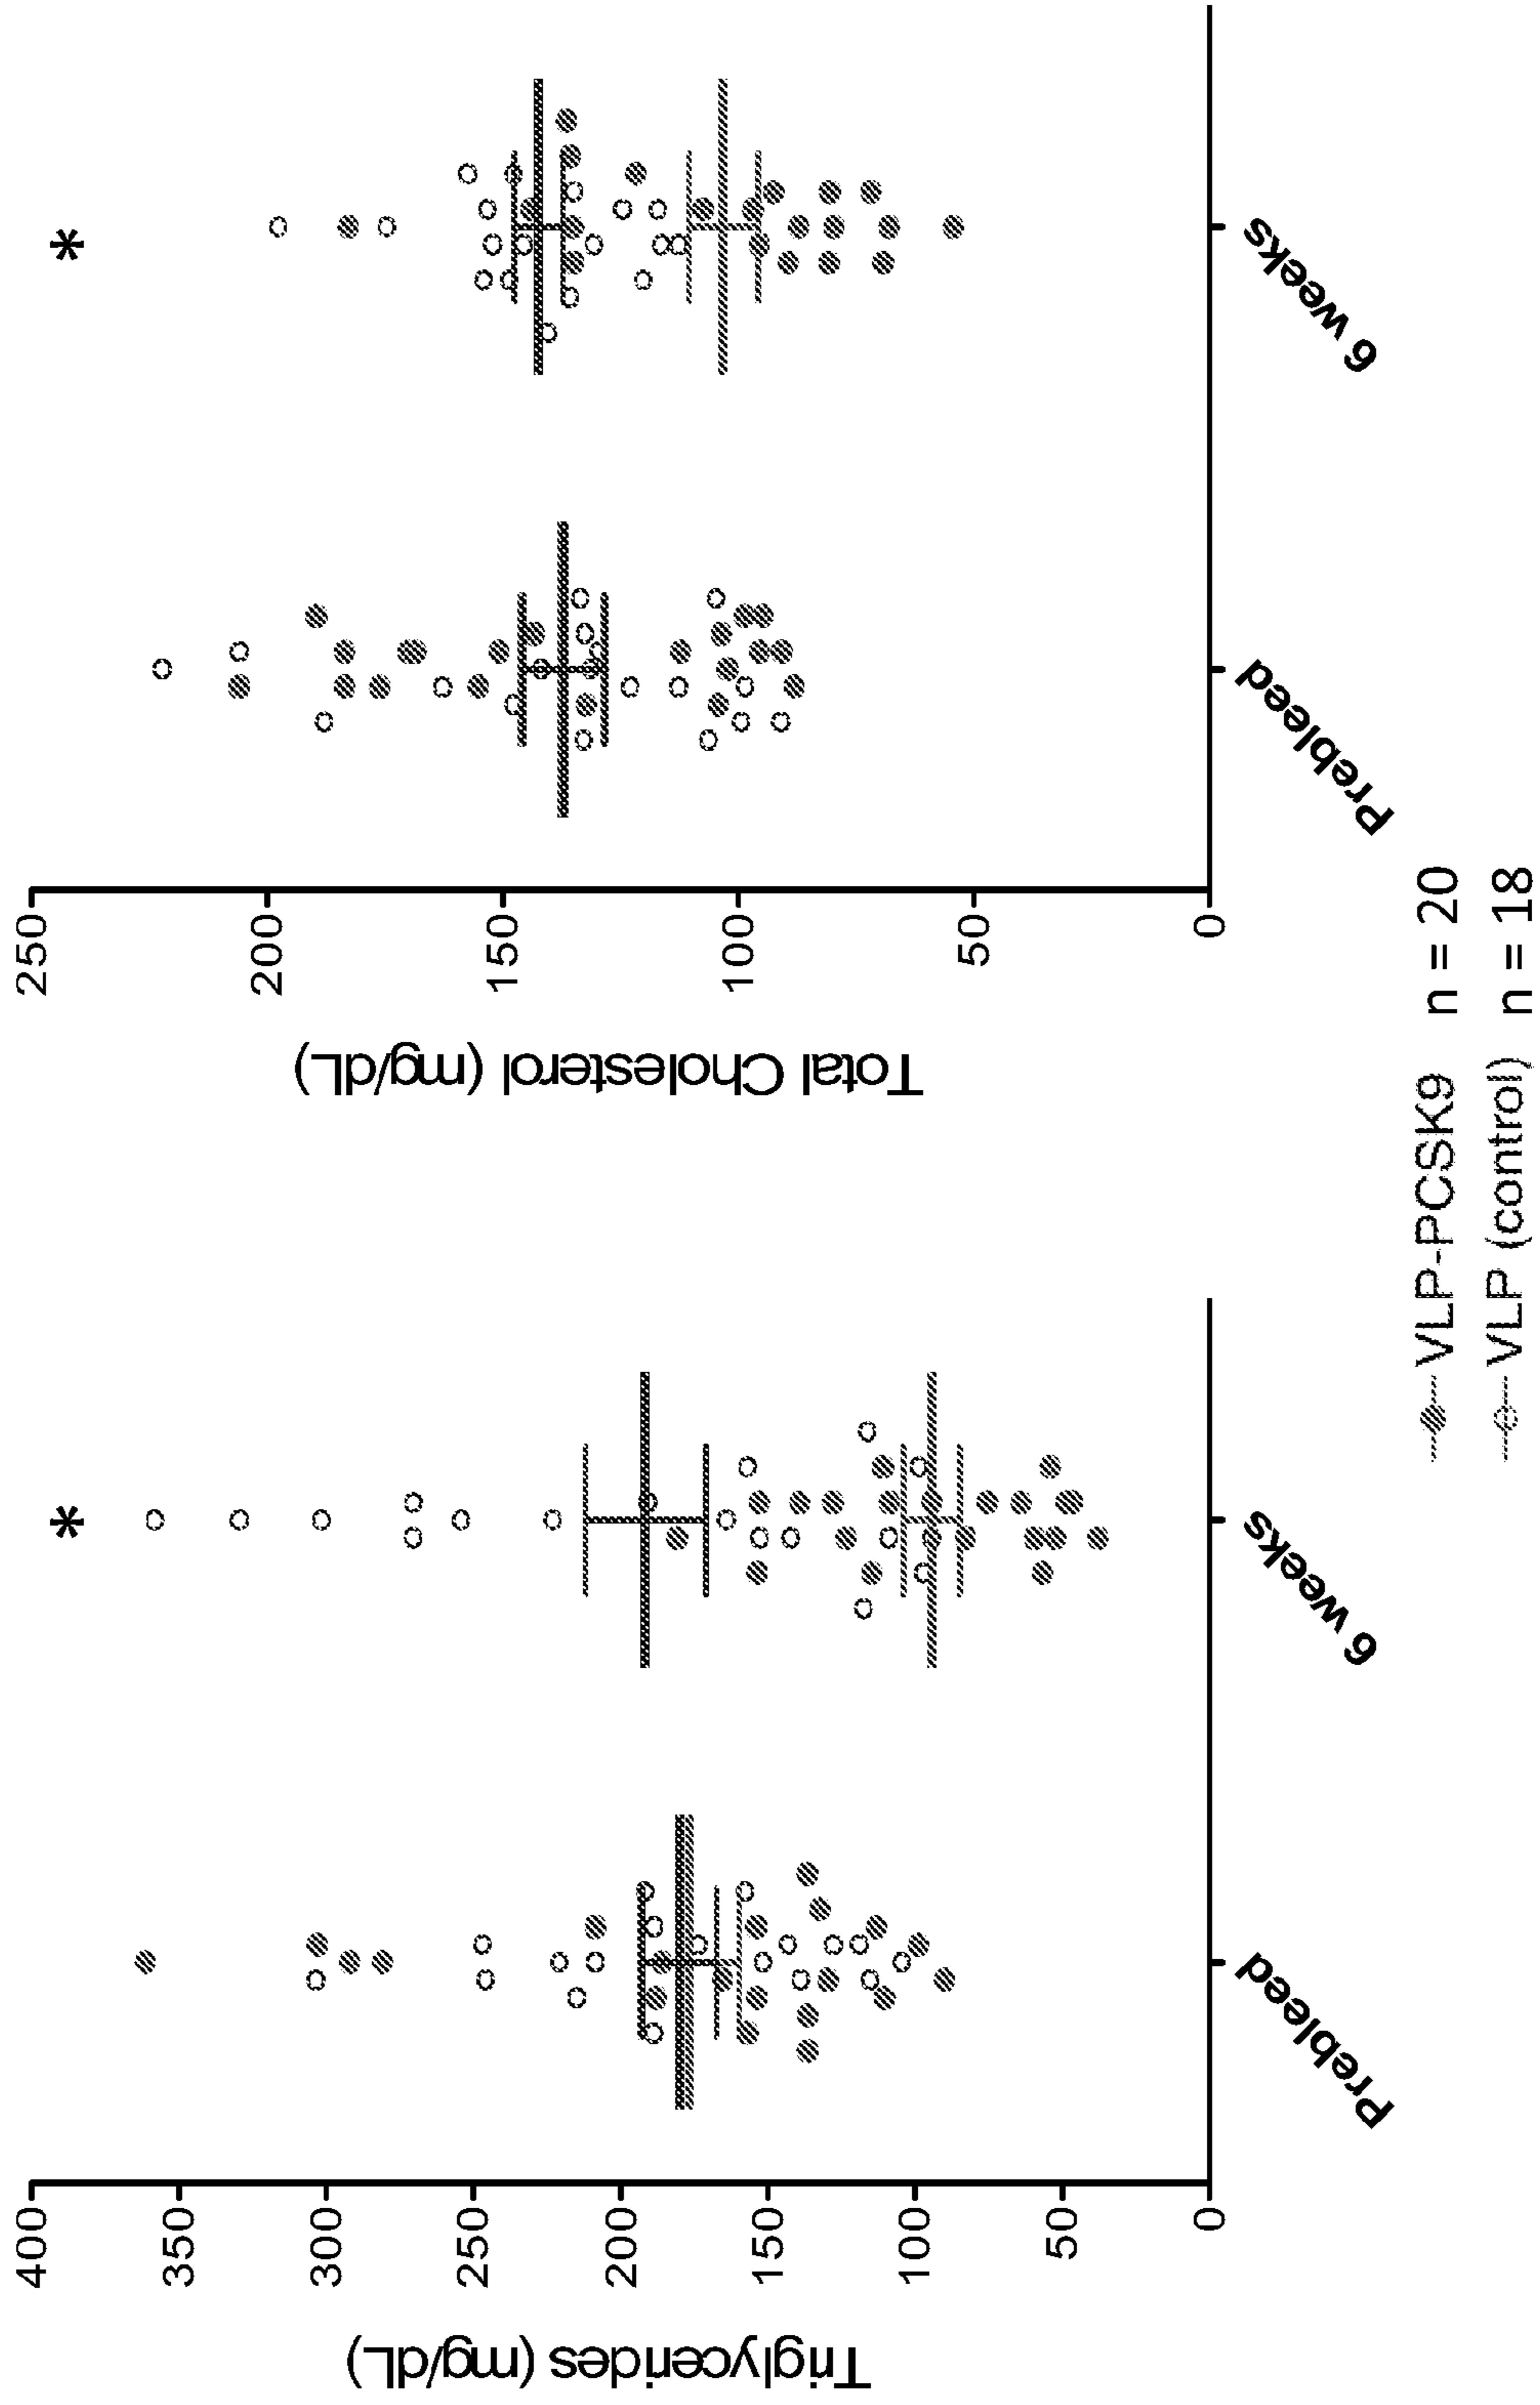 Triglycerides (mg/dL)
400
350
300
250
200
150
100
50
0
*
Prebleed
6 weeks
Total Cholesterol (mg/dL)
250
200
150
100
50
0
*
Prebleed
6 weeks
VLP-PCSK9 n = 20
VLP (control) n = 18